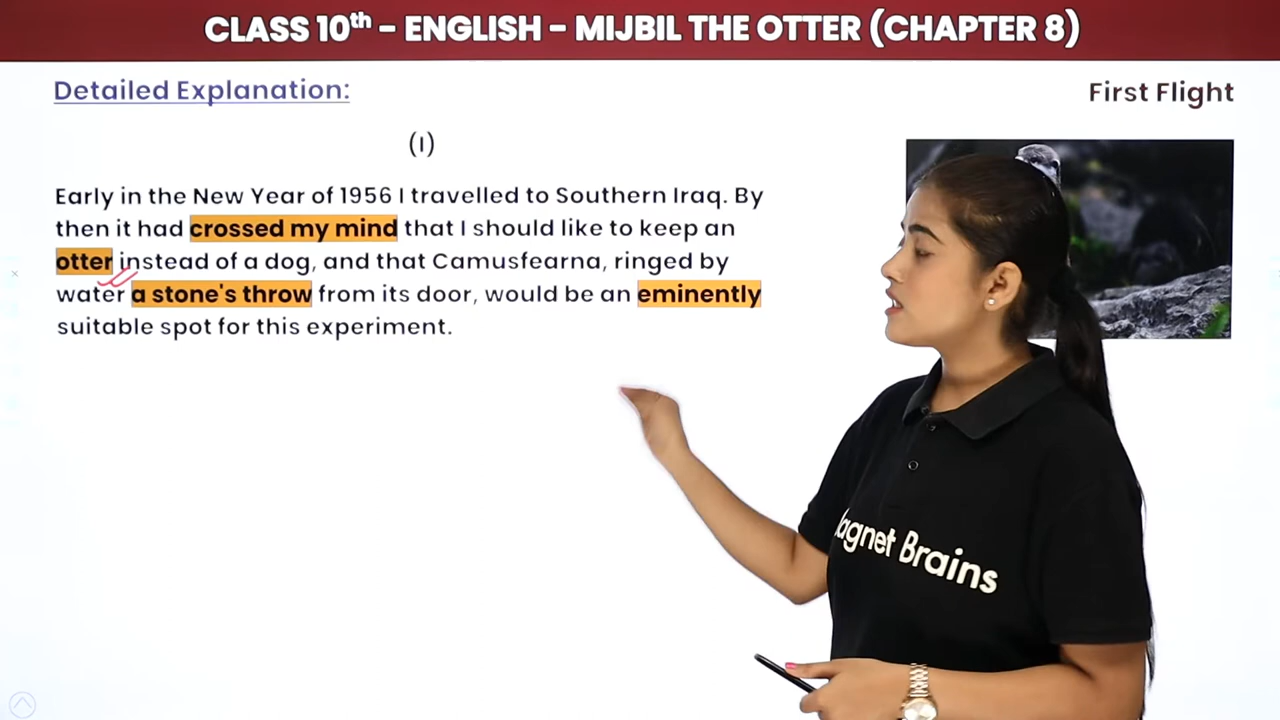 CLASS 10th - ENGLISH - MIJBIL THE OTTER (CHAPTER 8)
Detailed Explanation:
First Flight
(I)
Early in the New Year of 1956 I travelled to Southern Iraq. By
then it had crossed my mind that I should like to keep an
otter instead of a dog, and that Camusfearna, ringed by
water a stone's throw from its door, would be an eminently
suitable spot for this experiment.
agnet Brains